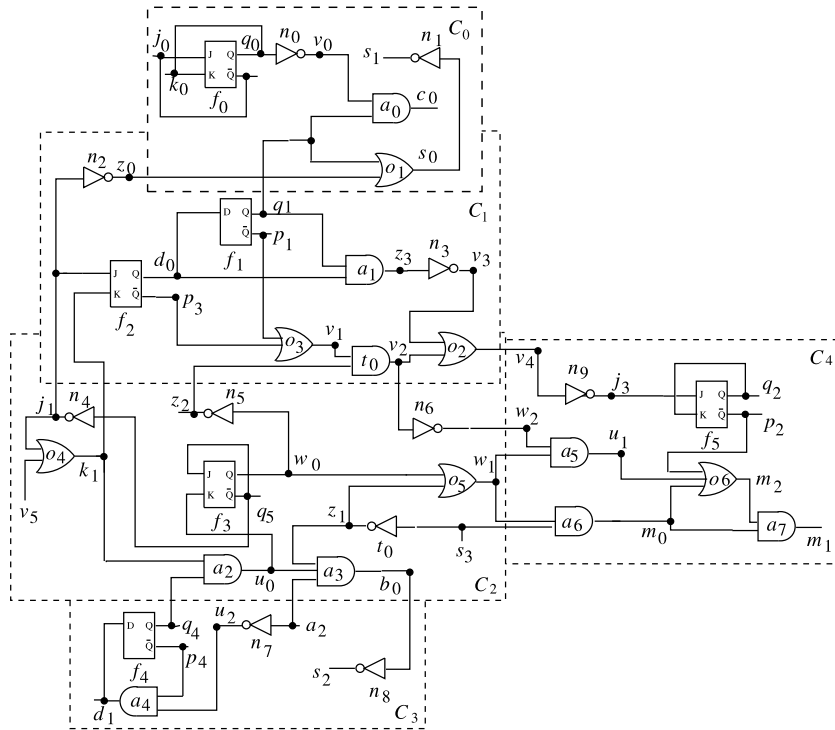 j0 q0 n0 v0 s1 n1 C0
J Q K Q̄
k0 f0 a0 c0
n2 z0 o1 s0
D Q Q̄ q1 C1
d0 f1 p1 a1 z3 n3 v3
J Q K Q̄ p3
f2 o3 v1 t0 v2 o2 v4 C4
n9 j3 J Q K Q̄ q2
j1 n4 z2 n5 n6 w2 p2
f5
o4 k1 w0 a5 u1 o6 m2
J Q K Q̄ o5 w1
v5 f3 q5 z1 t0 s3 a6 m0 a7 m1
a2 u0 a3 b0 C2
D Q Q̄ q4 u2 n7 a2
f4 p4 s2 n8
d1 a4 C3